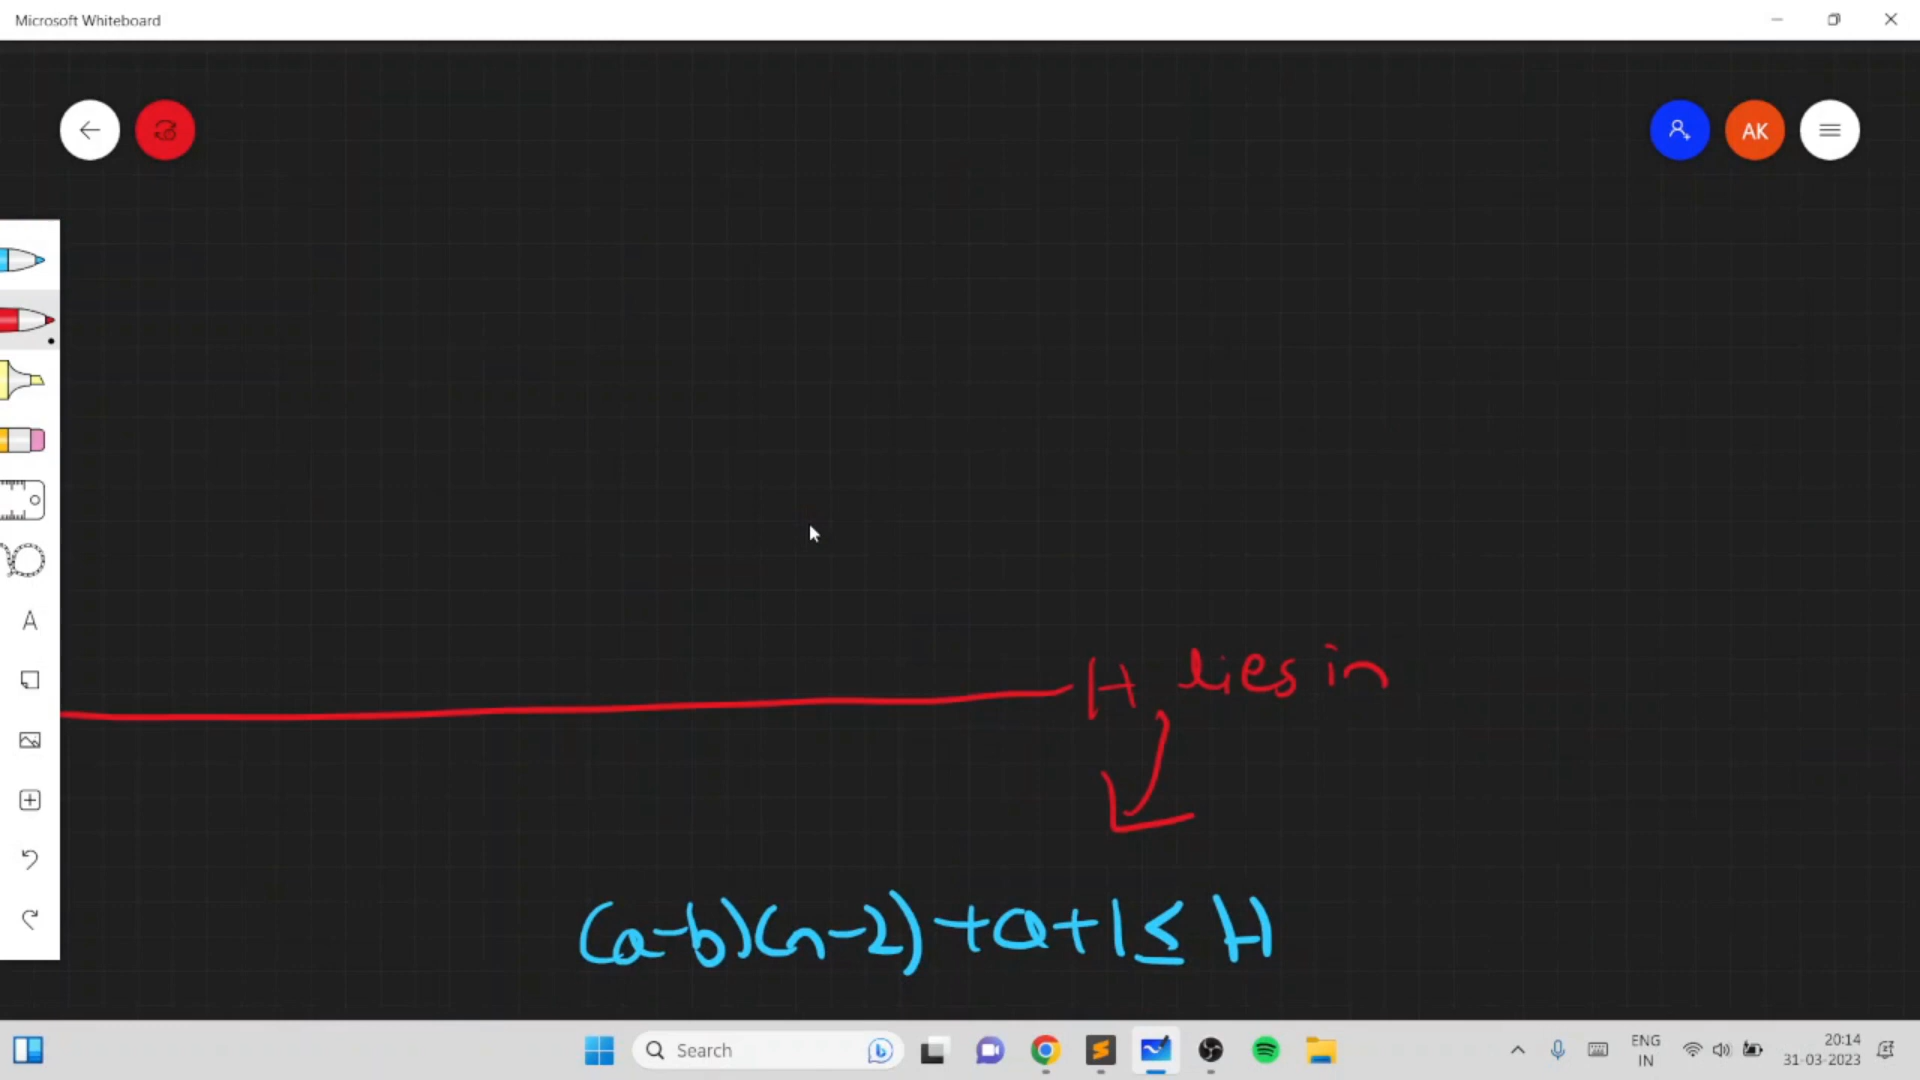 Microsoft Whiteboard
AK
A
H lies in
(a-b)(n-2)+a+1 ≤ H
Search
ENG
IN
20:14
31-03-2023